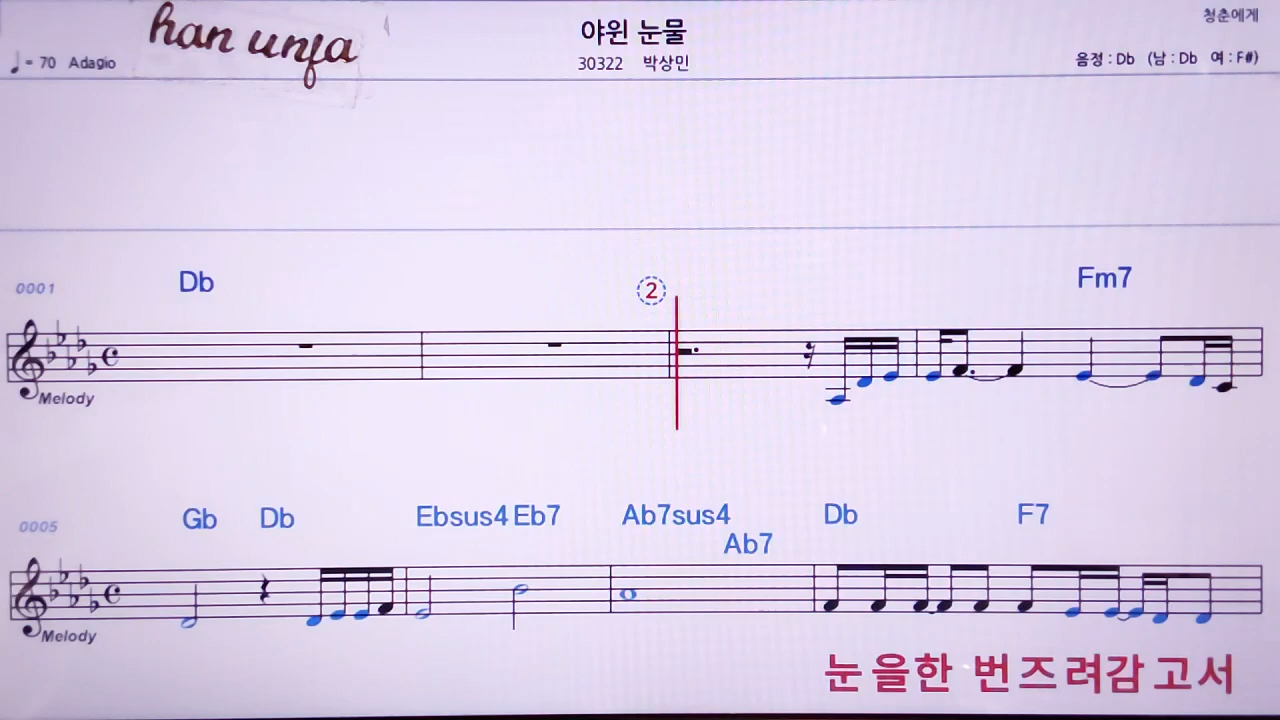 han unja
야윈 눈물
청춘에게
♩= 70 Adagio
30322 박상민
음정 : Db (남 : Db 여 : F#)
0001
Db
②
Fm7
Melody
0005
Gb Db Ebsus4 Eb7 Ab7sus4 Db F7
Ab7
Melody
눈을한 번즈려감고서